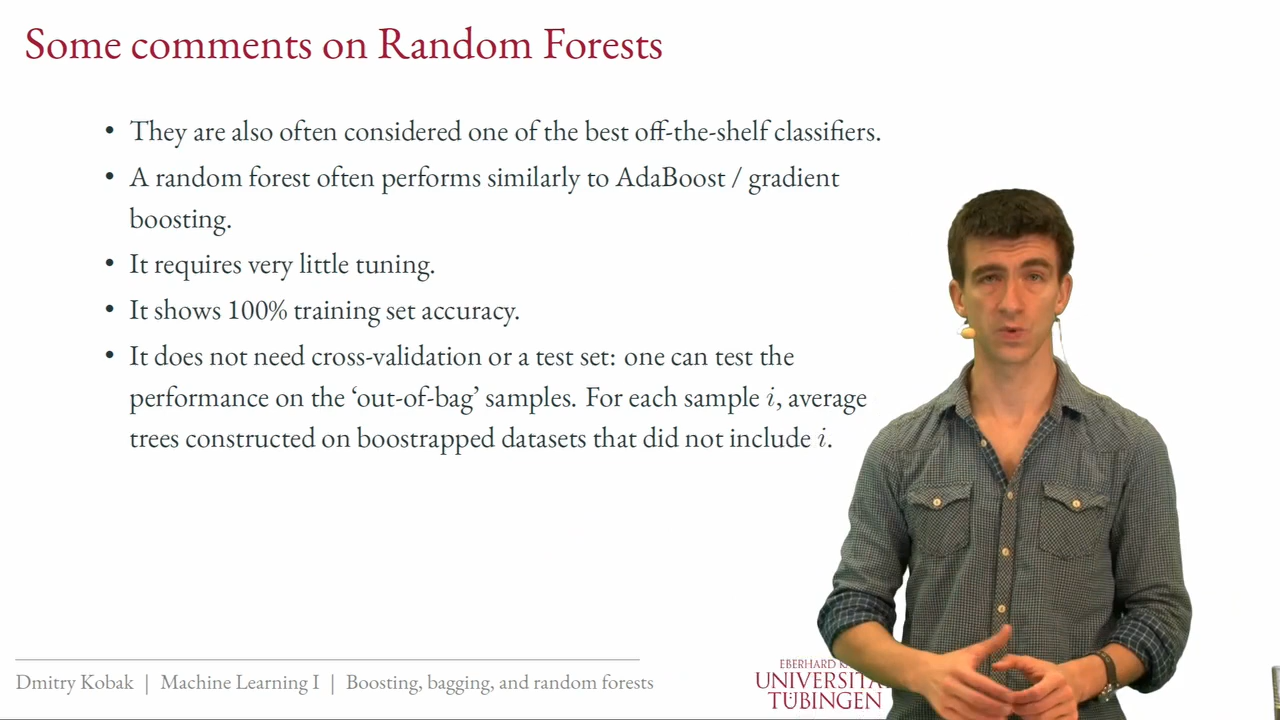 Some comments on Random Forests
• They are also often considered one of the best off-the-shelf classifiers.
• A random forest often performs similarly to AdaBoost / gradient
boosting.
• It requires very little tuning.
• It shows 100% training set accuracy.
• It does not need cross-validation or a test set: one can test the
performance on the ‘out-of-bag’ samples. For each sample i, average
trees constructed on boostrapped datasets that did not include i.
Dmitry Kobak | Machine Learning I | Boosting, bagging, and random forests
EBERHARD
UNIVERSITÄ
TÜBINGEN